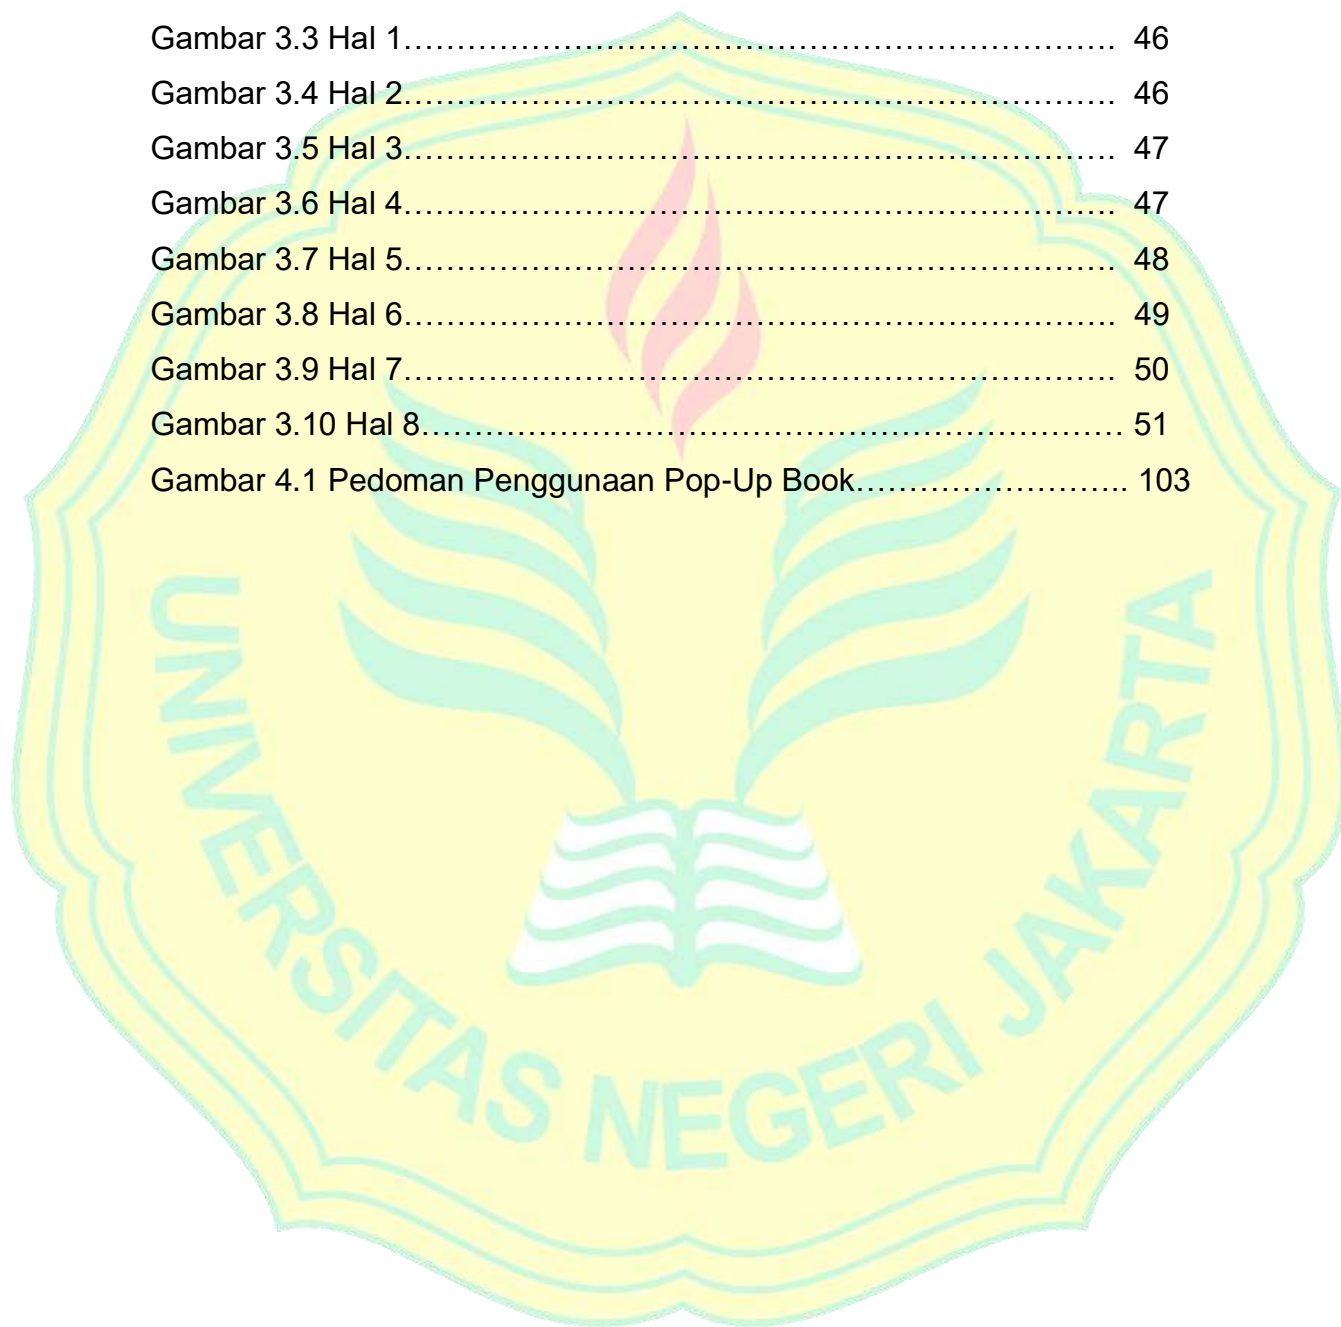 Gambar 3.3 Hal 1…………………………………………………………………. 46
Gambar 3.4 Hal 2…………………………………………………………………. 46
Gambar 3.5 Hal 3…………………………………………………………………. 47
Gambar 3.6 Hal 4…………………………………………………………………. 47
Gambar 3.7 Hal 5…………………………………………………………………. 48
Gambar 3.8 Hal 6…………………………………………………………………. 49
Gambar 3.9 Hal 7…………………………………………………………………. 50
Gambar 3.10 Hal 8………………………………………………………………… 51
Gambar 4.1 Pedoman Penggunaan Pop-Up Book……………………….. 103
UNIVERSITAS NEGERI JAKARTA